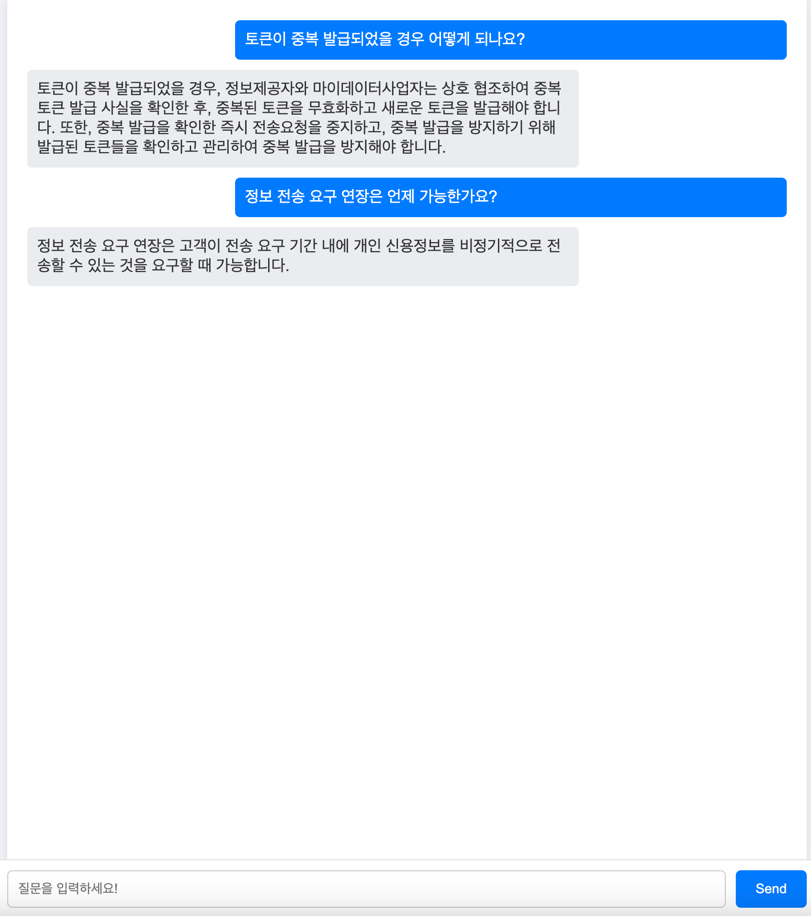 토큰이 중복 발급되었을 경우 어떻게 되나요?
토큰이 중복 발급되었을 경우, 정보제공자와 마이데이터사업자는 상호 협조하여 중복
토큰 발급 사실을 확인한 후, 중복된 토큰을 무효화하고 새로운 토큰을 발급해야 합니
다. 또한, 중복 발급을 확인한 즉시 전송요청을 중지하고, 중복 발급을 방지하기 위해
발급된 토큰들을 확인하고 관리하여 중복 발급을 방지해야 합니다.
정보 전송 요구 연장은 언제 가능한가요?
정보 전송 요구 연장은 고객이 전송 요구 기간 내에 개인 신용정보를 비정기적으로 전
송할 수 있는 것을 요구할 때 가능합니다.
질문을 입력하세요!
Send